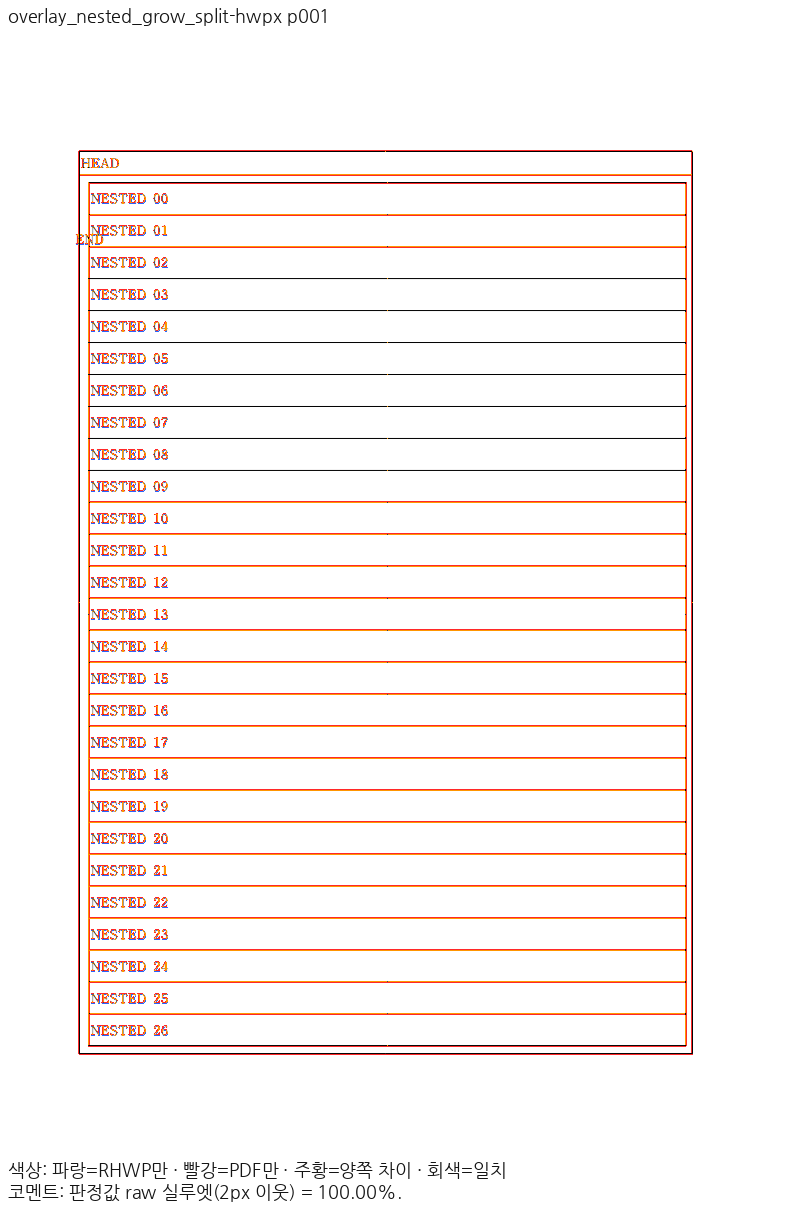 overlay_nested_grow_split-hwpx p001
HEAD
NESTED 00
NESTED 01
END
NESTED 02
NESTED 03
NESTED 04
NESTED 05
NESTED 06
NESTED 07
NESTED 08
NESTED 09
NESTED 10
NESTED 11
NESTED 12
NESTED 13
NESTED 14
NESTED 15
NESTED 16
NESTED 17
NESTED 18
NESTED 19
NESTED 20
NESTED 21
NESTED 22
NESTED 23
NESTED 24
NESTED 25
NESTED 26
색상: 파랑=RHWP만 · 빨강=PDF만 · 주황=양쪽 차이 · 회색=일치
코멘트: 판정값 raw 실루엣(2px 이웃) = 100.00%.